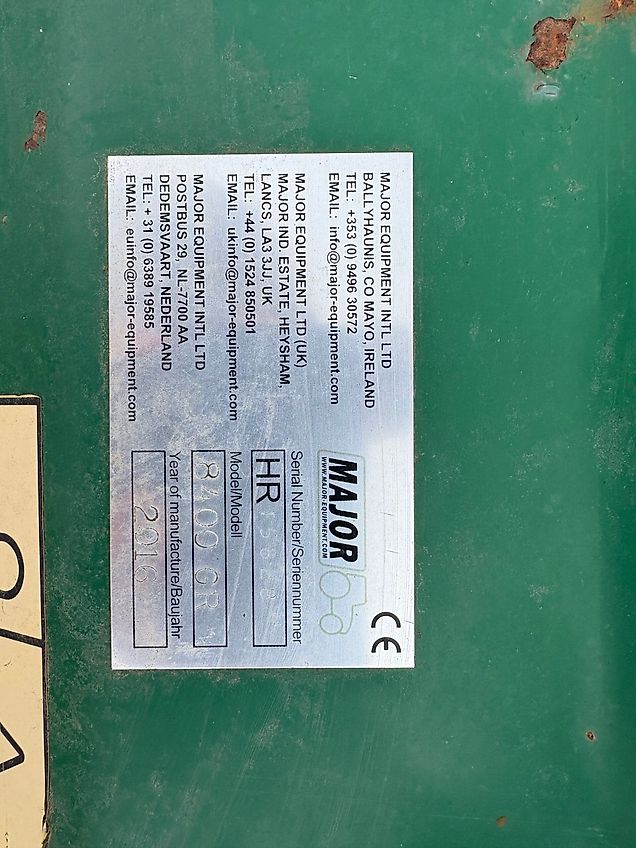 MAJOR EQUIPMENT INTL LTD
BALLYHAUNIS, CO MAYO, IRELAND
TEL: +353 (0) 9496 30572
EMAIL: info@major-equipment.com
MAJOR EQUIPMENT LTD (UK)
MAJOR IND. ESTATE, HEYSHAM,
LANCS, LA3 3JJ, UK
TEL: +44 (0) 1524 850501
EMAIL: ukinfo@major-equipment.com
MAJOR EQUIPMENT INTL LTD
POSTBUS 29, NL-7700 AA
DEDEMSVAART, NEDERLAND
TEL: + 31 (0) 6389 19585
EMAIL: euinfo@major-equipment.com
CE
MAJOR
WWW.MAJOR-EQUIPMENT.COM
Serial Number/Seriennummer
HR
Model/Modell
8400 GR
Year of manufacture/Baujahr
2016